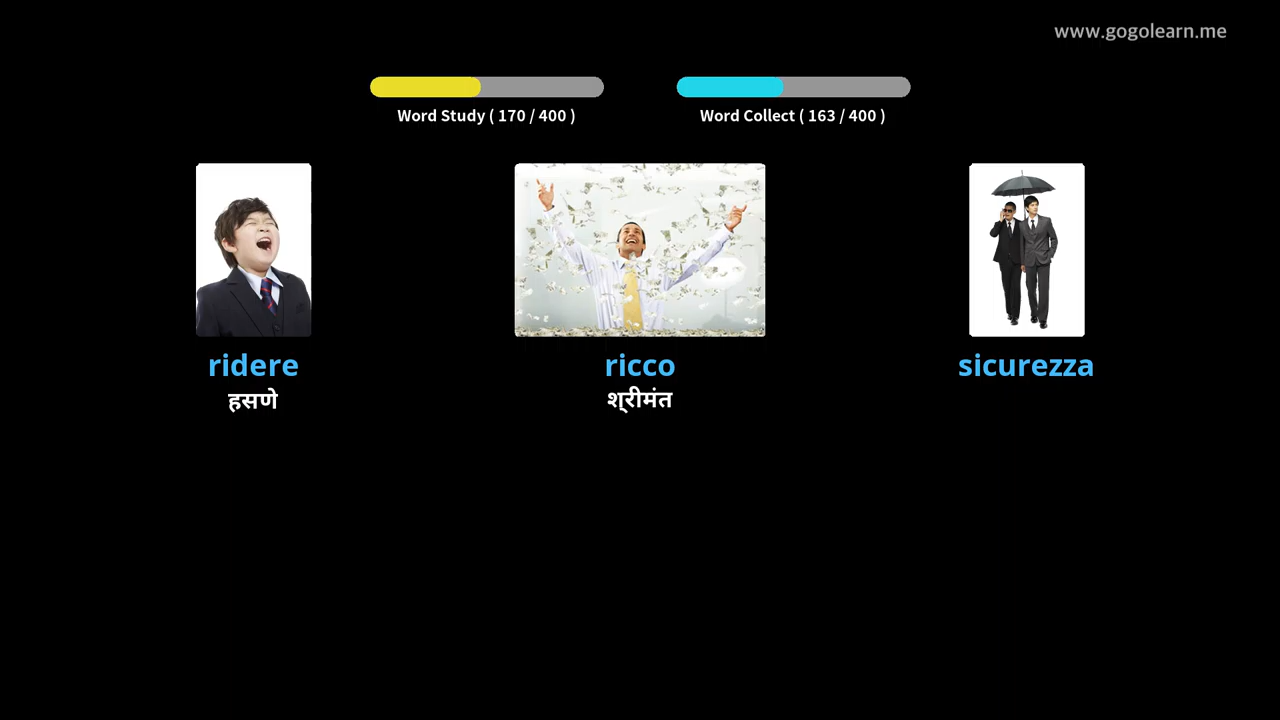 www.gogolearn.me
Word Study ( 170 / 400 )
Word Collect ( 163 / 400 )
ridere
ricco
sicurezza
हसणे
श्रीमंत